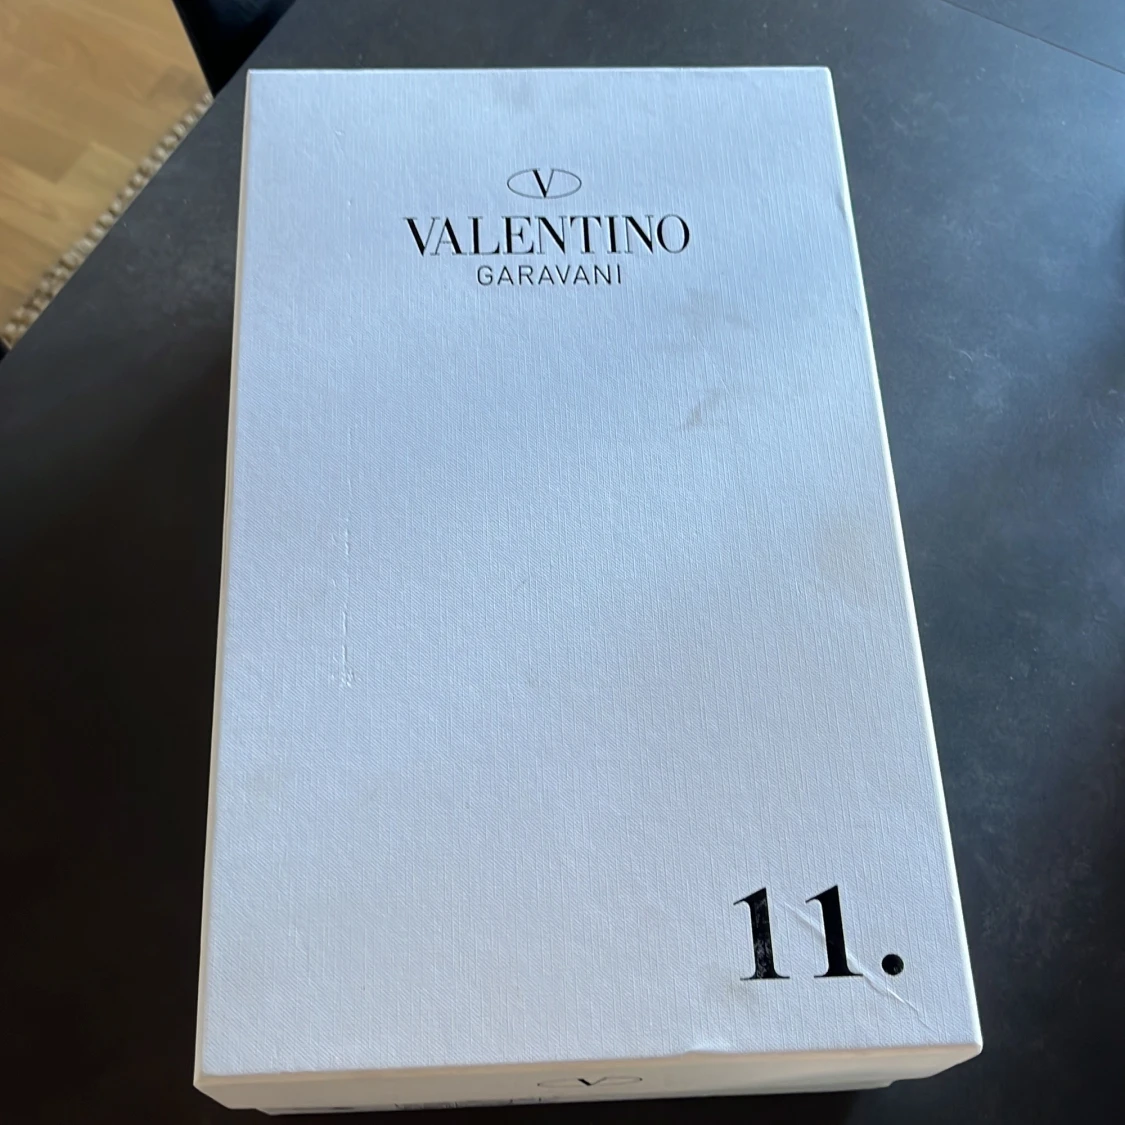 V
VALENTINO
GARAVANI
11.
V